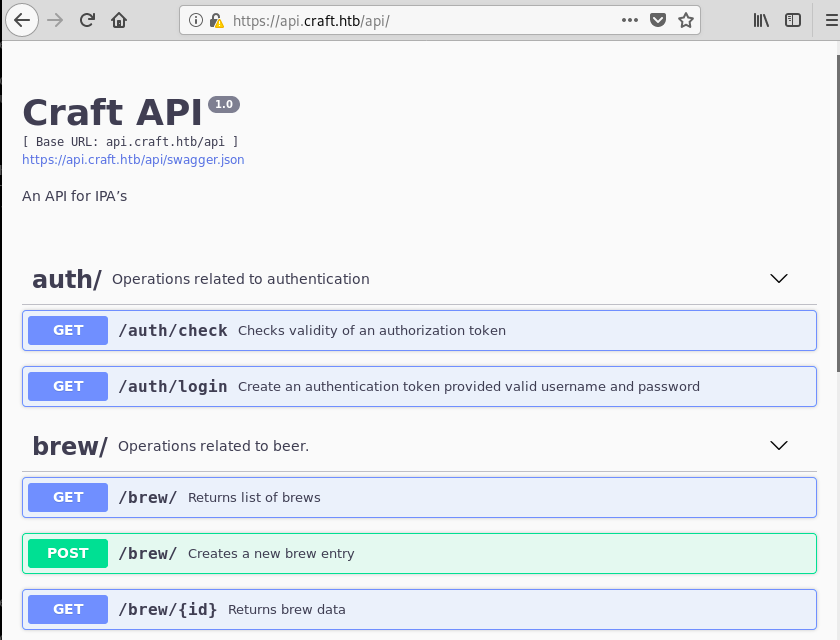 https://api.craft.htb/api/
Craft API 1.0
[ Base URL: api.craft.htb/api ]
https://api.craft.htb/api/swagger.json
An API for IPA’s
auth/ Operations related to authentication
GET /auth/check Checks validity of an authorization token
GET /auth/login Create an authentication token provided valid username and password
brew/ Operations related to beer.
GET /brew/ Returns list of brews
POST /brew/ Creates a new brew entry
GET /brew/{id} Returns brew data